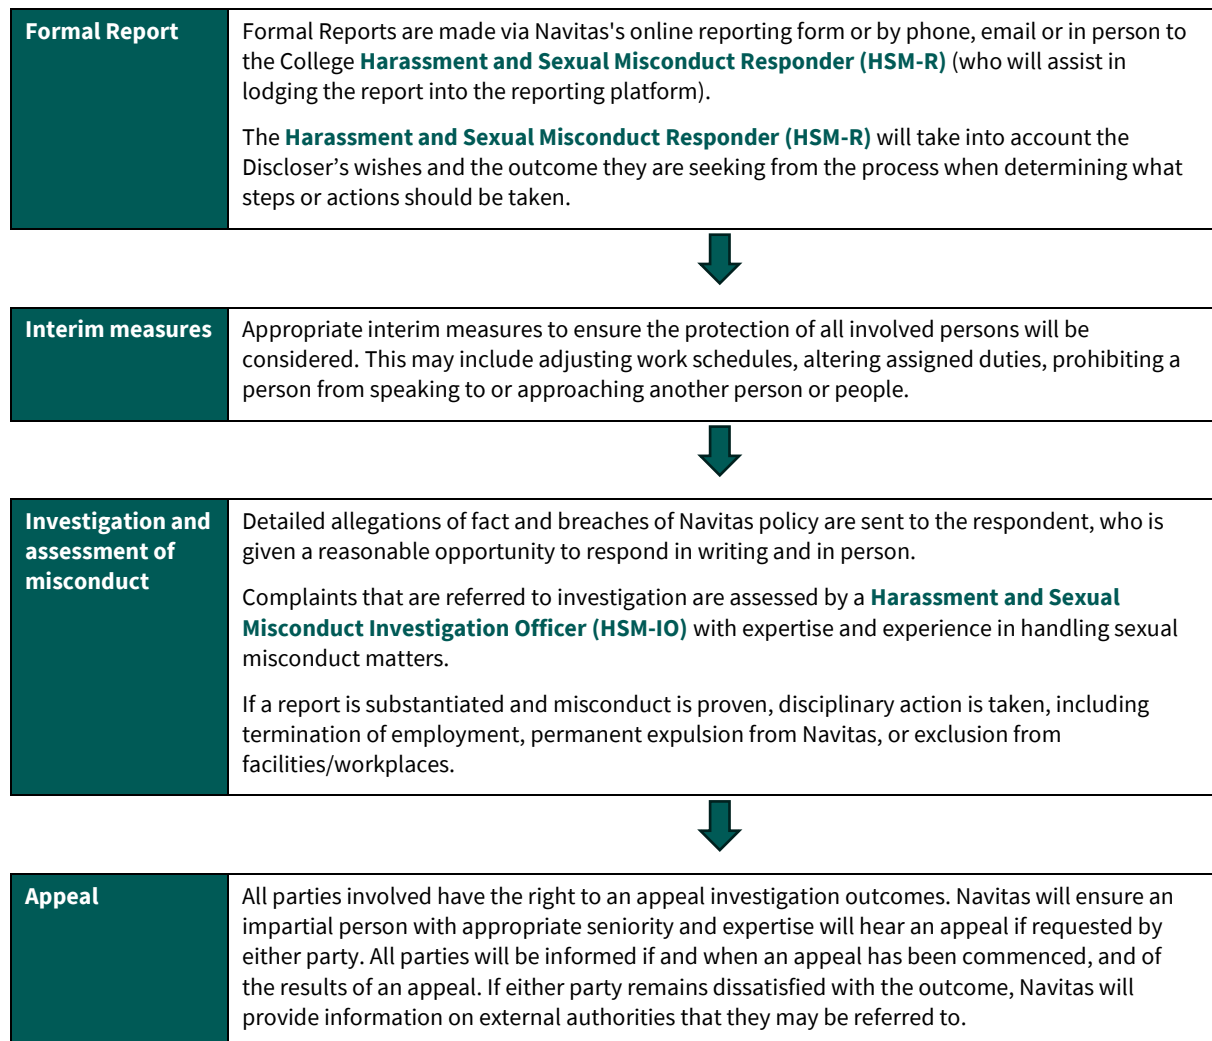 Formal Report
Formal Reports are made via Navitas's online reporting form or by phone, email or in person to
the College Harassment and Sexual Misconduct Responder (HSM-R) (who will assist in
lodging the report into the reporting platform).
The Harassment and Sexual Misconduct Responder (HSM-R) will take into account the
Discloser’s wishes and the outcome they are seeking from the process when determining what
steps or actions should be taken.
Interim measures
Appropriate interim measures to ensure the protection of all involved persons will be
considered. This may include adjusting work schedules, altering assigned duties, prohibiting a
person from speaking to or approaching another person or people.
Investigation and
assessment of
misconduct
Detailed allegations of fact and breaches of Navitas policy are sent to the respondent, who is
given a reasonable opportunity to respond in writing and in person.
Complaints that are referred to investigation are assessed by a Harassment and Sexual
Misconduct Investigation Officer (HSM-IO) with expertise and experience in handling sexual
misconduct matters.
If a report is substantiated and misconduct is proven, disciplinary action is taken, including
termination of employment, permanent expulsion from Navitas, or exclusion from
facilities/workplaces.
Appeal
All parties involved have the right to an appeal investigation outcomes. Navitas will ensure an
impartial person with appropriate seniority and expertise will hear an appeal if requested by
either party. All parties will be informed if and when an appeal has been commenced, and of
the results of an appeal. If either party remains dissatisfied with the outcome, Navitas will
provide information on external authorities that they may be referred to.